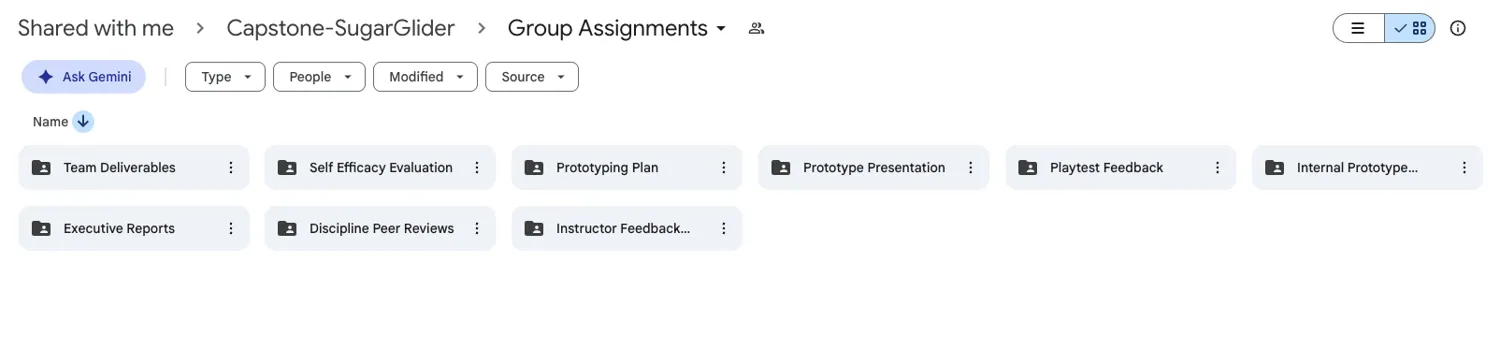 Shared with me > Capstone-SugarGlider > Group Assignments
Ask Gemini Type People Modified Source
Name
Team Deliverables Self Efficacy Evaluation Prototyping Plan Prototype Presentation Playtest Feedback Internal Prototype...
Executive Reports Discipline Peer Reviews Instructor Feedback...